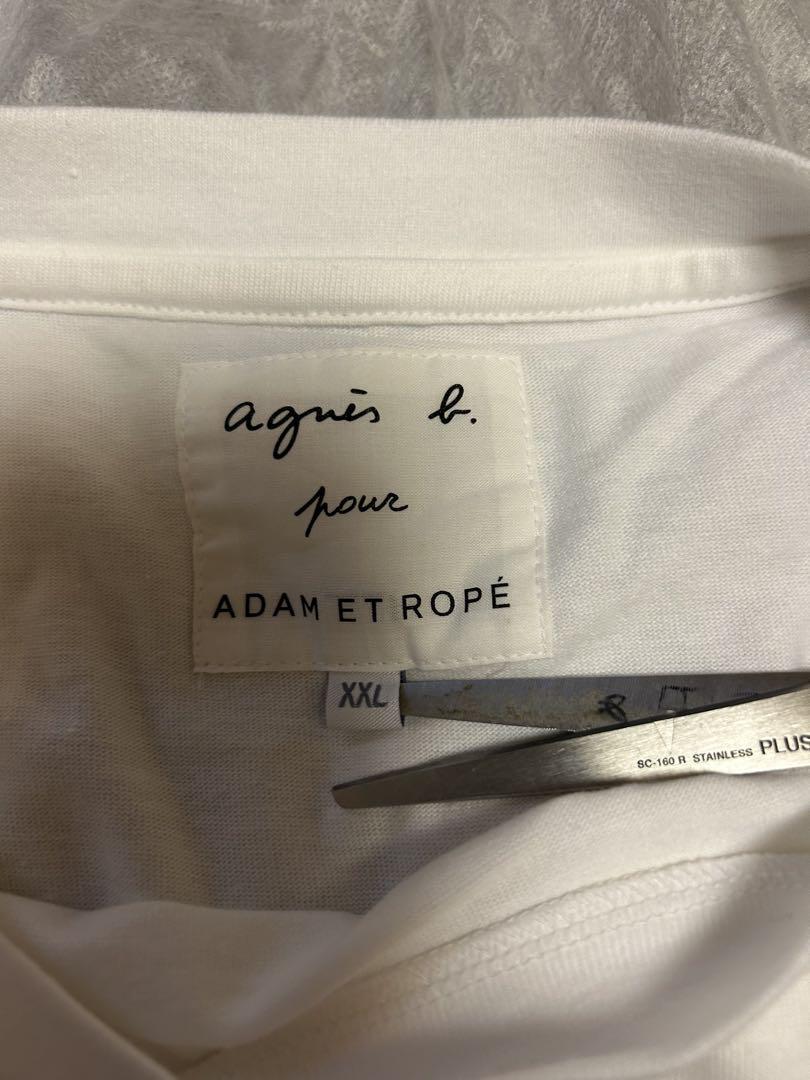 agnès b.
pour
ADAM ET ROPÉ
XXL
SC-160 R STAINLESS PLUS